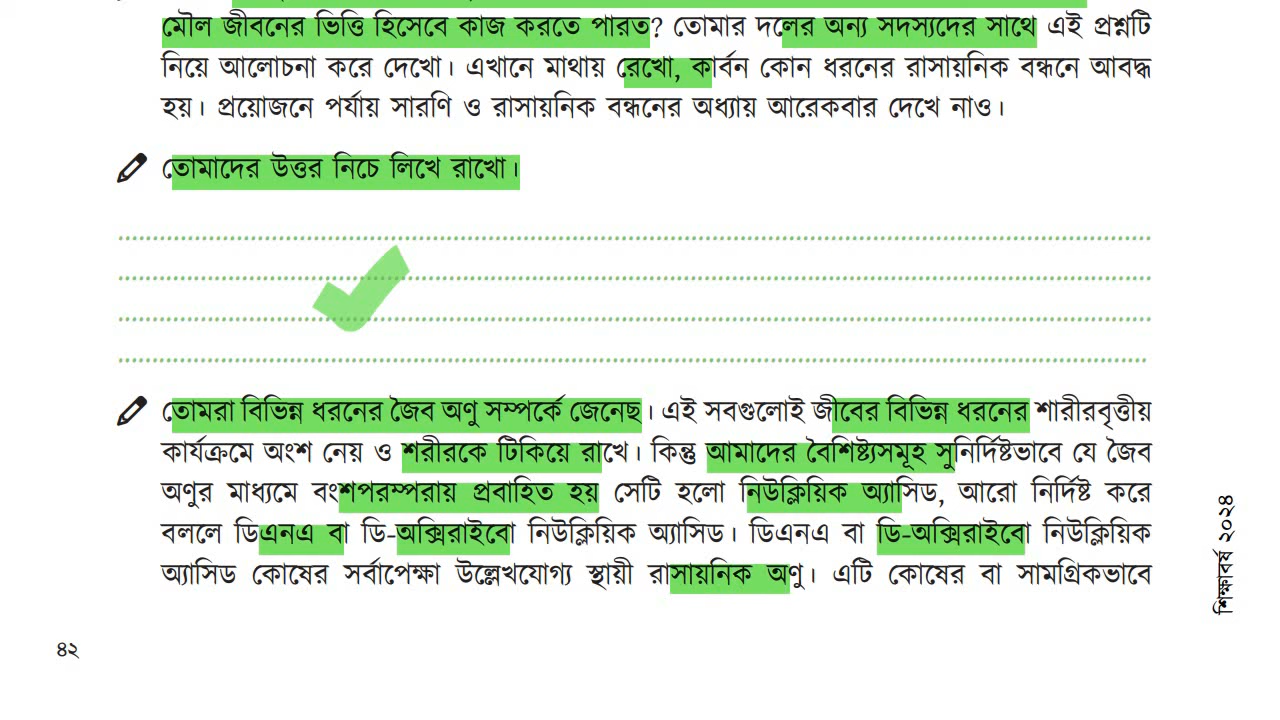 মৌল জীবনের ভিত্তি হিসেবে কাজ করতে পারত? তোমার দলের অন্য সদস্যদের সাথে এই প্রশ্নটি
নিয়ে আলোচনা করে দেখো। এখানে মাথায় রেখো, কার্বন কোন ধরনের রাসায়নিক বন্ধনে আবদ্ধ
হয়। প্রয়োজনে পর্যায় সারণি ও রাসায়নিক বন্ধনের অধ্যায় আরেকবার দেখে নাও।
তোমাদের উত্তর নিচে লিখে রাখো।
তোমরা বিভিন্ন ধরনের জৈব অণু সম্পর্কে জেনেছ। এই সবগুলোই জীবের বিভিন্ন ধরনের শারীরবৃত্তীয়
কার্যক্রমে অংশ নেয় ও শরীরকে টিকিয়ে রাখে। কিন্তু আমাদের বৈশিষ্ট্যসমূহ সুনির্দিষ্টভাবে যে জৈব
অণুর মাধ্যমে বংশপরম্পরায় প্রবাহিত হয় সেটি হলো নিউক্লিয়িক অ্যাসিড, আরো নির্দিষ্ট করে
বললে ডিএনএ বা ডি-অক্সিরাইবো নিউক্লিয়িক অ্যাসিড। ডিএনএ বা ডি-অক্সিরাইবো নিউক্লিয়িক
অ্যাসিড কোষের সর্বাপেক্ষা উল্লেখযোগ্য স্থায়ী রাসায়নিক অণু। এটি কোষের বা সামগ্রিকভাবে
শিক্ষাবর্ষ ২০২৪
৪২